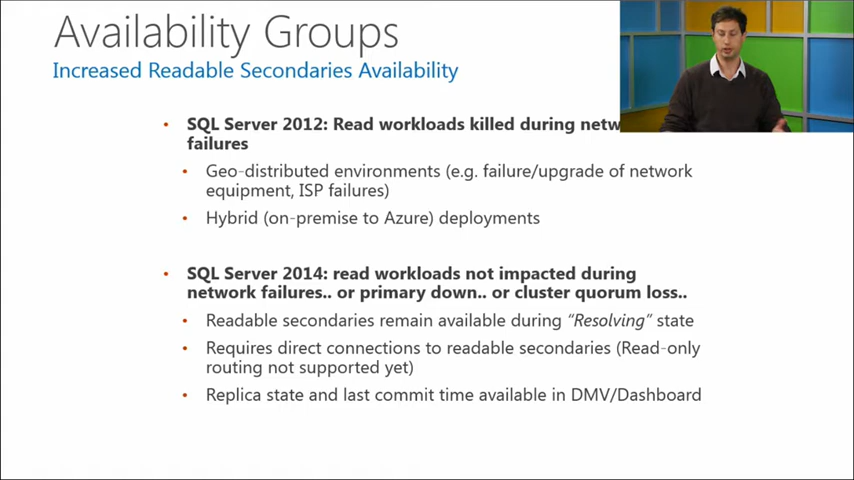 Availability Groups
Increased Readable Secondaries Availability
• SQL Server 2012: Read workloads killed during
failures
• Geo-distributed environments (e.g. failure/upgrade of network
equipment, ISP failures)
• Hybrid (on-premise to Azure) deployments
• SQL Server 2014: read workloads not impacted during
network failures.. or primary down.. or cluster quorum loss..
• Readable secondaries remain available during “Resolving” state
• Requires direct connections to readable secondaries (Read-only
routing not supported yet)
• Replica state and last commit time available in DMV/Dashboard